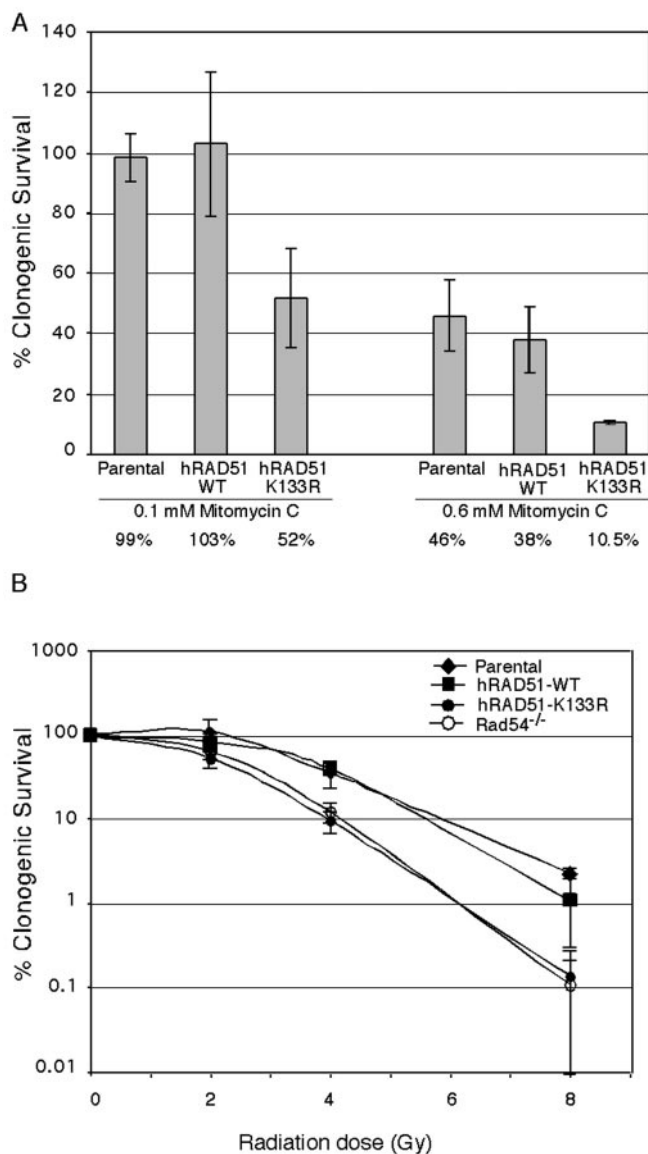 A
140
120
100
80
60
40
20
0
% Clonogenic Survival
Parental
hRAD51
WT
hRAD51
K133R
Parental
hRAD51
WT
hRAD51
K133R
0.1 mM Mitomycin C
0.6 mM Mitomycin C
99% 103% 52% 46% 38% 10.5%
B
1000
100
10
1
0.1
0.01
% Clonogenic Survival
Parental
hRAD51-WT
hRAD51-K133R
Rad54-/-
0 2 4 6 8
Radiation dose (Gy)